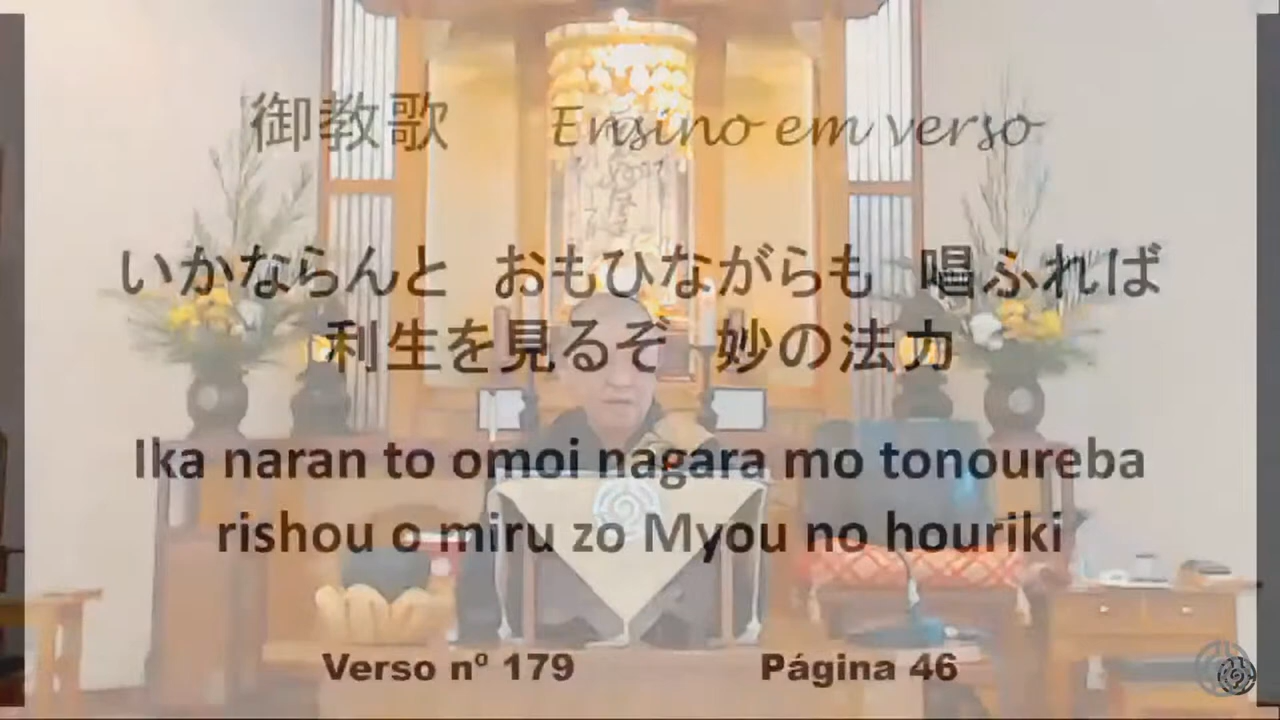 御教歌 Ensino em verso
いかならんと おもひながらも 唱ふれば
利生を見るぞ 妙の法力
Ika naran to omoi nagara mo tonoureba
rishou o miru zo Myou no houriki
Verso nº 179 Página 46